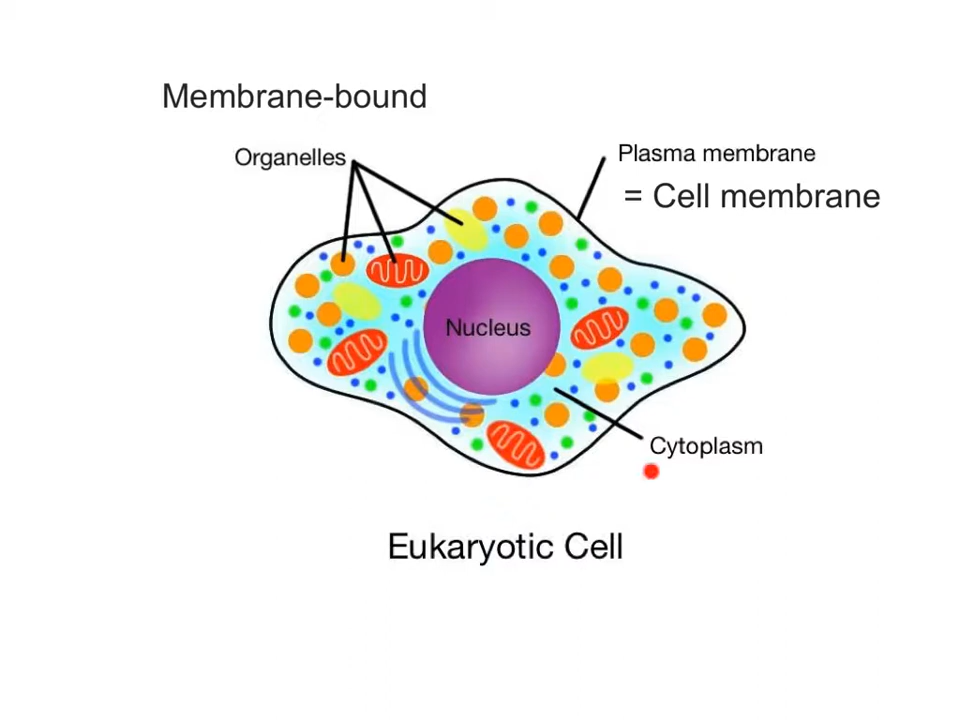 Membrane-bound
Organelles
Plasma membrane
= Cell membrane
Nucleus
Cytoplasm
Eukaryotic Cell